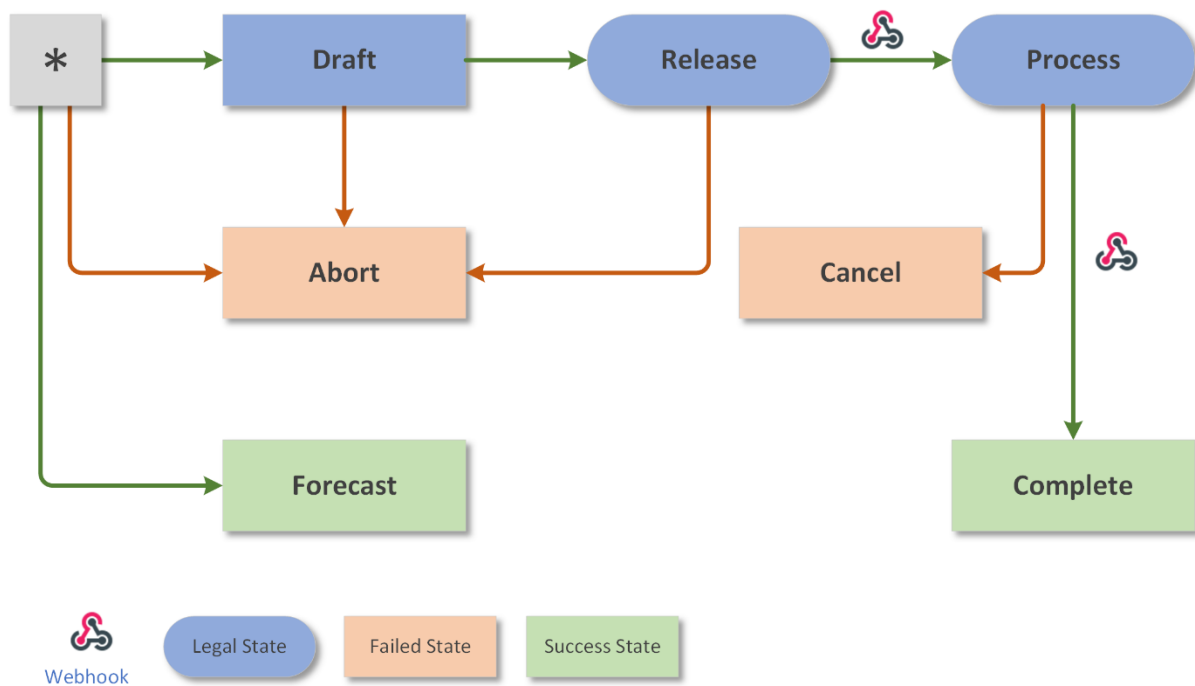 *
Draft
Release
Process
Abort
Cancel
Forecast
Complete
Webhook
Legal State
Failed State
Success State